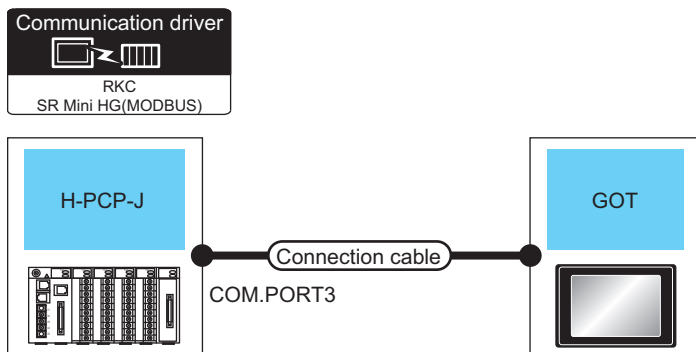 Communication driver
RKC
SR Mini HG(MODBUS)
H-PCP-J
GOT
Connection cable
COM.PORT3